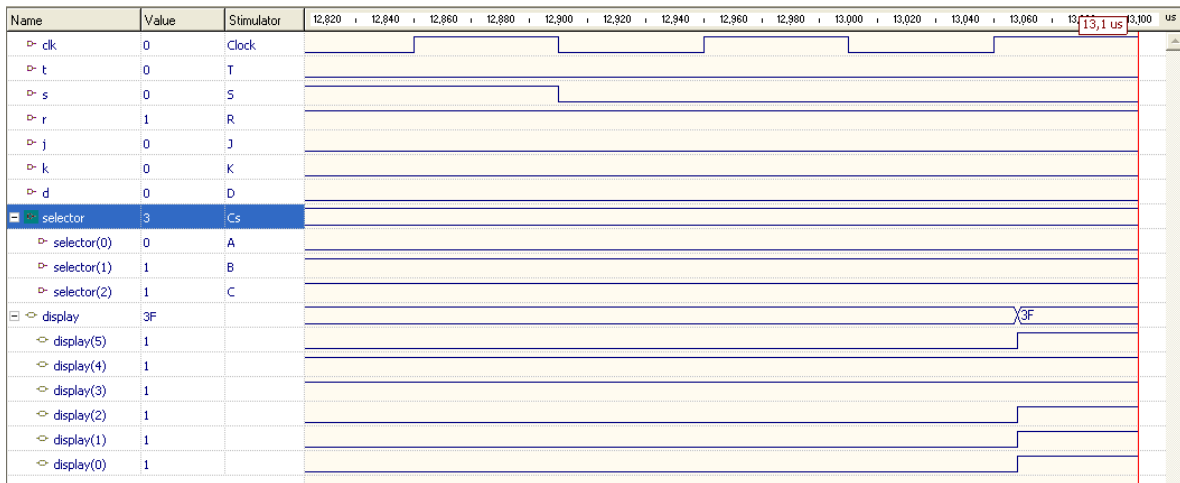 Name Value Stimulator 12,820 12,840 12,860 12,880 12,900 12,920 12,940 12,960 12,980 13,000 13,020 13,040 13,060 13,100 us
13,1 us
clk 0 Clock
t 0 T
s 0 S
r 1 R
j 0 J
k 0 K
d 0 D
selector 3 Cs
selector(0) 0 A
selector(1) 1 B
selector(2) 1 C
display 3F 3F
display(5) 1
display(4) 1
display(3) 1
display(2) 1
display(1) 1
display(0) 1